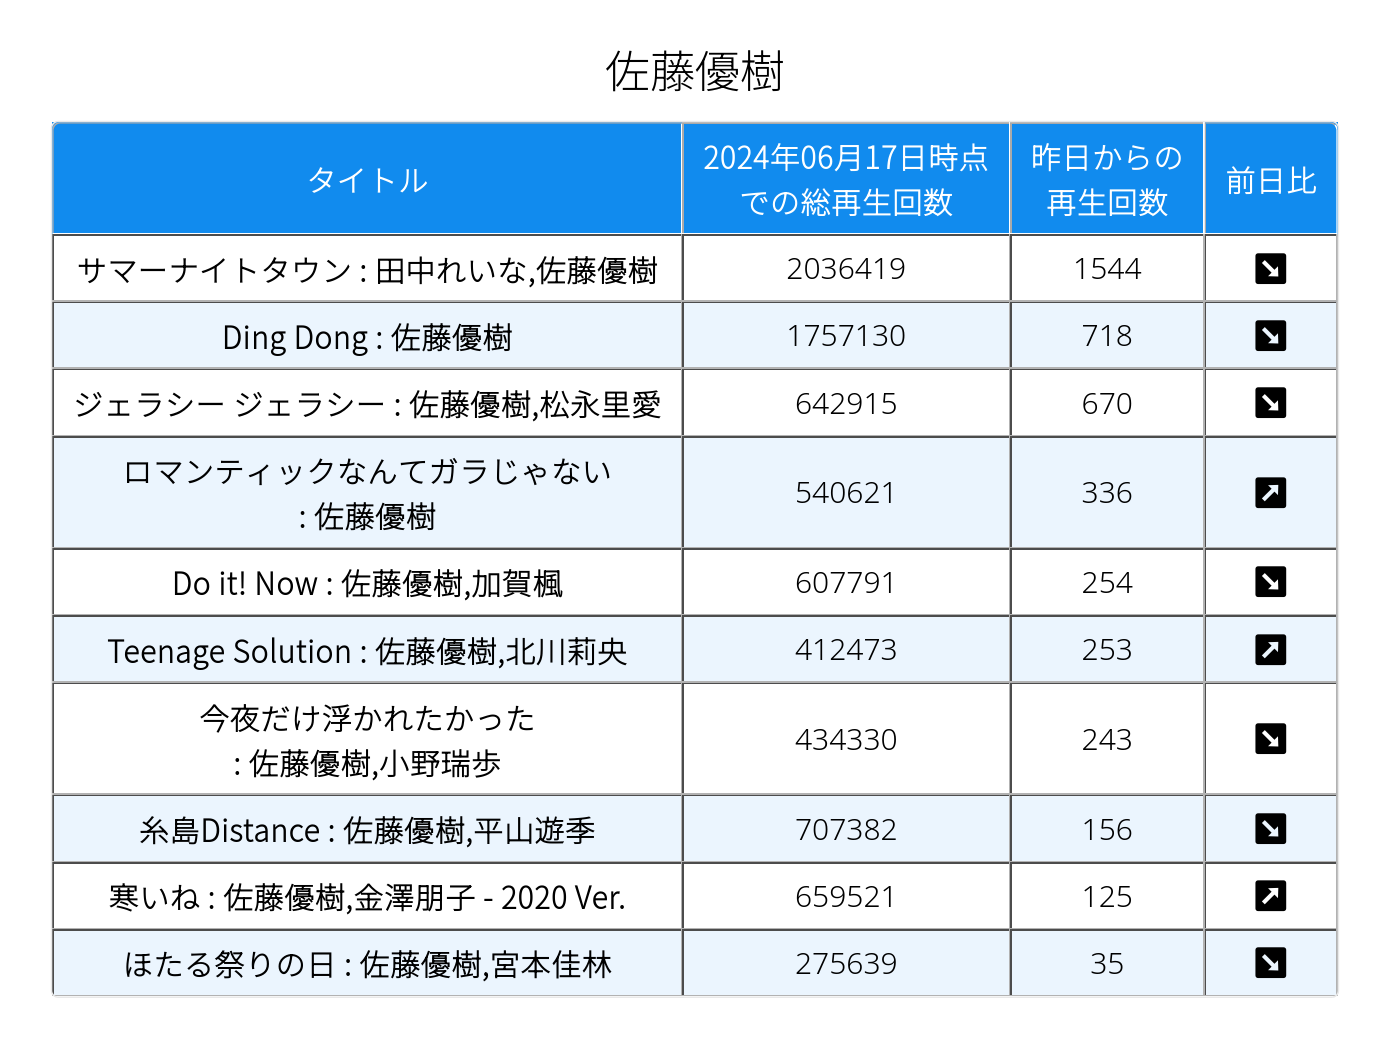 佐藤優樹
タイトル
2024年06月17日時点
での総再生回数
昨日からの
再生回数
前日比
サマーナイトタウン : 田中れいな,佐藤優樹 2036419 1544 ↘
Ding Dong : 佐藤優樹 1757130 718 ↘
ジェラシー ジェラシー : 佐藤優樹,松永里愛 642915 670 ↘
ロマンティックなんてガラじゃない
: 佐藤優樹 540621 336 ↗
Do it! Now : 佐藤優樹,加賀楓 607791 254 ↘
Teenage Solution : 佐藤優樹,北川莉央 412473 253 ↗
今夜だけ浮かれたかった
: 佐藤優樹,小野瑞歩 434330 243 ↘
糸島Distance : 佐藤優樹,平山遊季 707382 156 ↘
寒いね : 佐藤優樹,金澤朋子 - 2020 Ver. 659521 125 ↗
ほたる祭りの日 : 佐藤優樹,宮本佳林 275639 35 ↘